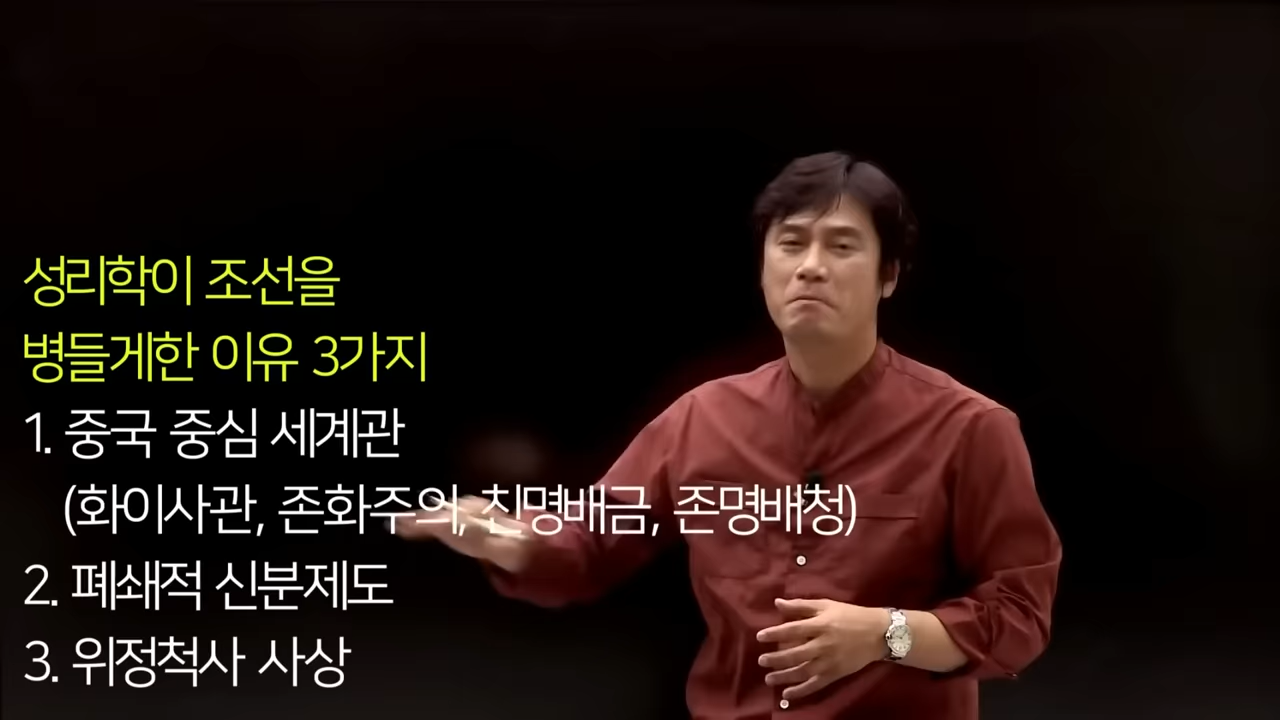 성리학이 조선을
병들게한 이유 3가지
1. 중국 중심 세계관
(화이사관, 존화주의, 친명배금, 존명배청)
2. 폐쇄적 신분제도
3. 위정척사 사상